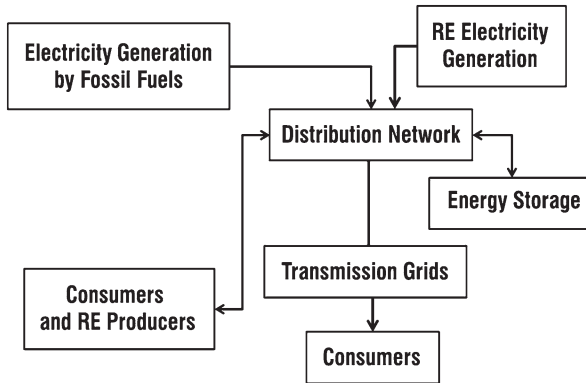 Electricity Generation
by Fossil Fuels
RE Electricity
Generation
Distribution Network
Energy Storage
Transmission Grids
Consumers
and RE Producers
Consumers